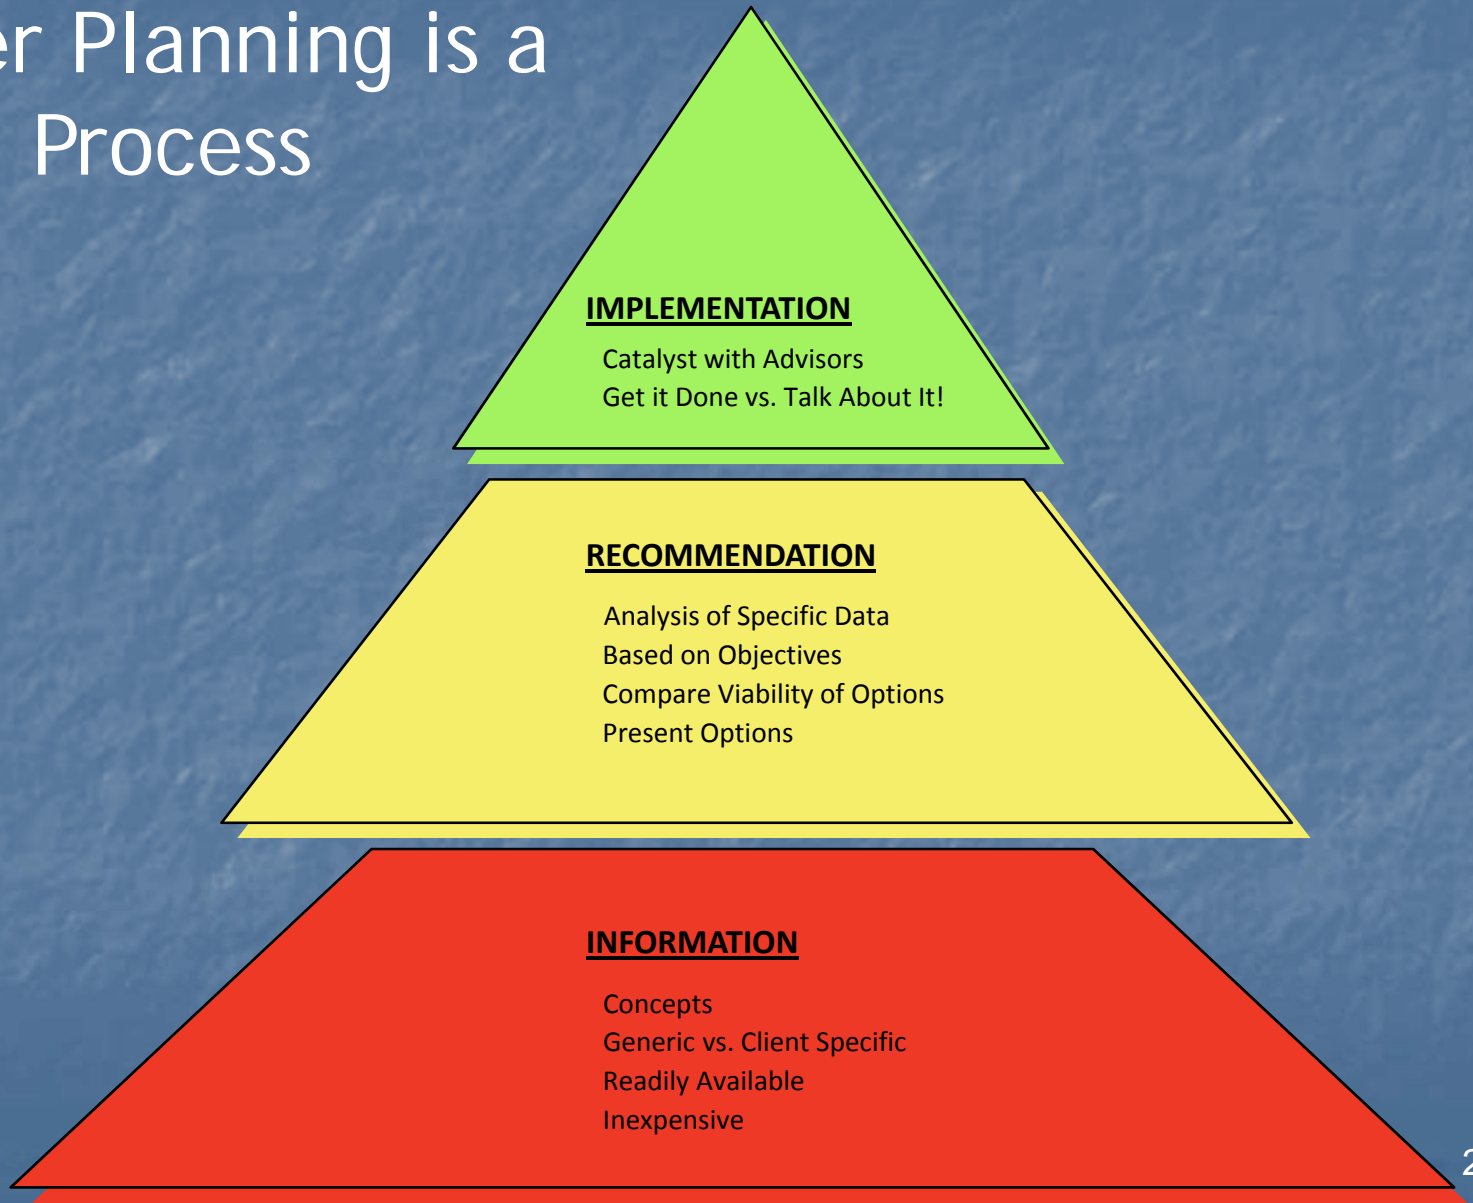 er Planning is a
Process
IMPLEMENTATION
Catalyst with Advisors
Get it Done vs. Talk About It!
RECOMMENDATION
Analysis of Specific Data
Based on Objectives
Compare Viability of Options
Present Options
INFORMATION
Concepts
Generic vs. Client Specific
Readily Available
Inexpensive